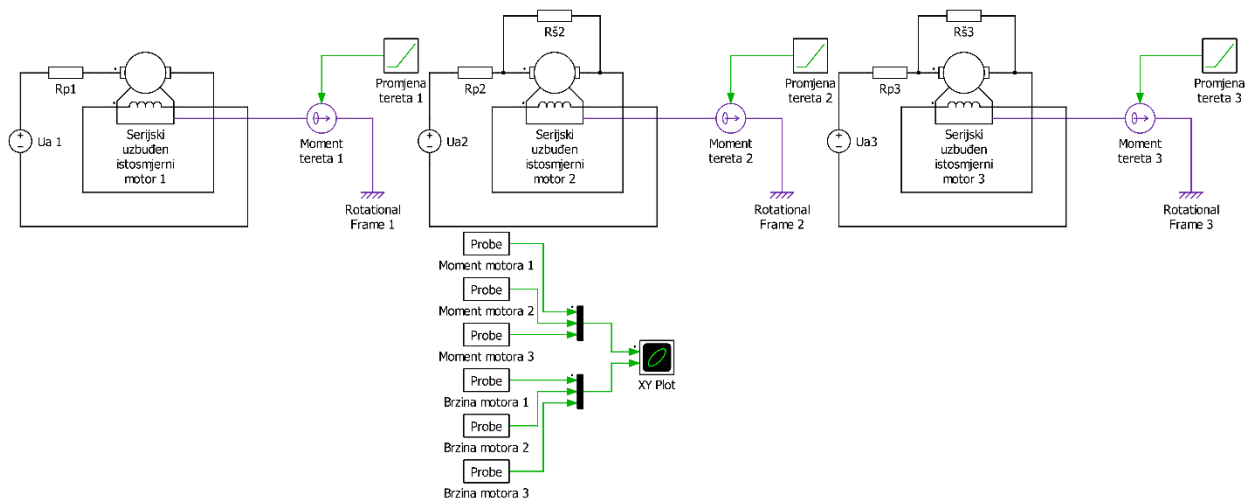 Rš2
Rš3
Rp1
Promjena
tereta 1
Rp2
Promjena
tereta 2
Rp3
Promjena
tereta 3
Ua 1
Serijski
uzbuđen
istosmjerni
motor 1
Moment
tereta 1
Ua2
Serijski
uzbuđen
istosmjerni
motor 2
Moment
tereta 2
Ua3
Serijski
uzbuđen
istosmjerni
motor 3
Moment
tereta 3
Rotational
Frame 1
Rotational
Frame 2
Rotational
Frame 3
Probe
Moment motora 1
Probe
Moment motora 2
Probe
Moment motora 3
Probe
Brzina motora 1
Probe
Brzina motora 2
Probe
Brzina motora 3
XY Plot